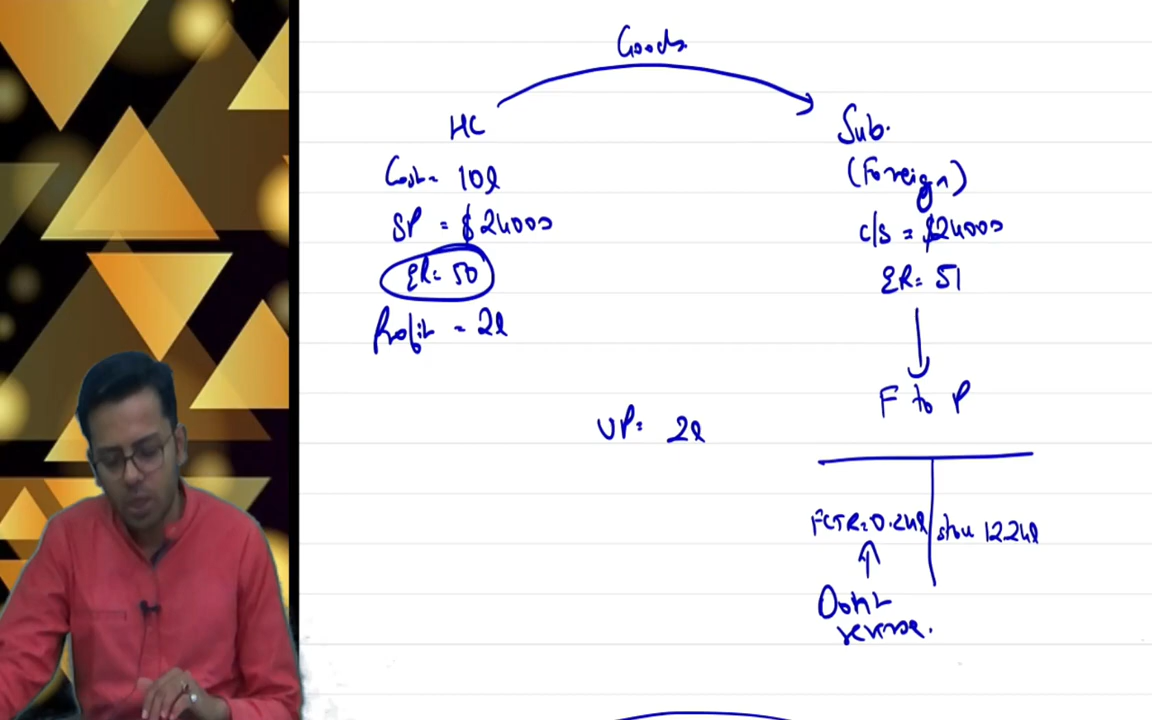 Goods
HC
Cost = 10l
SP = $24000
ER = 50
Profit = 2l
Sub.
(Foreign)
c/s = $24000
ER = 51
F to P
UP = 2l
FCTR = 0.24l
stock 12.24l
Don't
reverse.